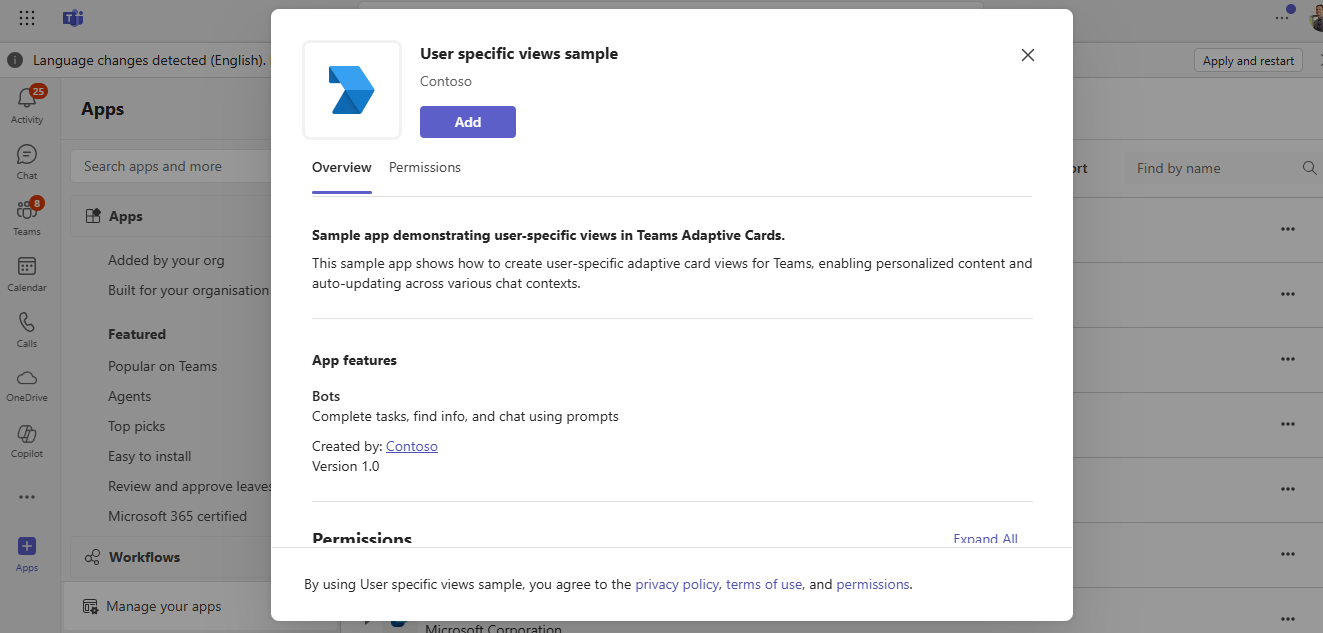 Language changes detected (English).
Apply and restart
25
Activity
Chat
8
Teams
Calendar
Calls
OneDrive
Copilot
Apps
Apps
Search apps and more
Apps
Added by your org
Built for your organisation
Featured
Popular on Teams
Agents
Top picks
Easy to install
Review and approve leaves
Microsoft 365 certified
Workflows
Manage your apps
User specific views sample
Contoso
Add
Overview
Permissions
Sample app demonstrating user-specific views in Teams Adaptive Cards.
This sample app shows how to create user-specific adaptive card views for Teams, enabling personalized content and
auto-updating across various chat contexts.
App features
Bots
Complete tasks, find info, and chat using prompts
Created by: Contoso
Version 1.0
Permissions
Expand All
By using User specific views sample, you agree to the privacy policy, terms of use, and permissions.
Find by name
Microsoft Corporation